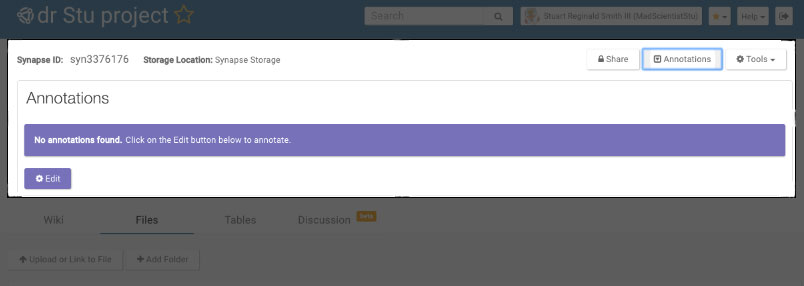 dr Stu project
Search
Stuart Reginald Smith III (MadScientistStu)
Help
Synapse ID: syn3376176 Storage Location: Synapse Storage
Share
Annotations
Tools
Annotations
No annotations found. Click on the Edit button below to annotate.
Edit
Wiki
Files
Tables
Discussion Beta
Upload or Link to File
Add Folder